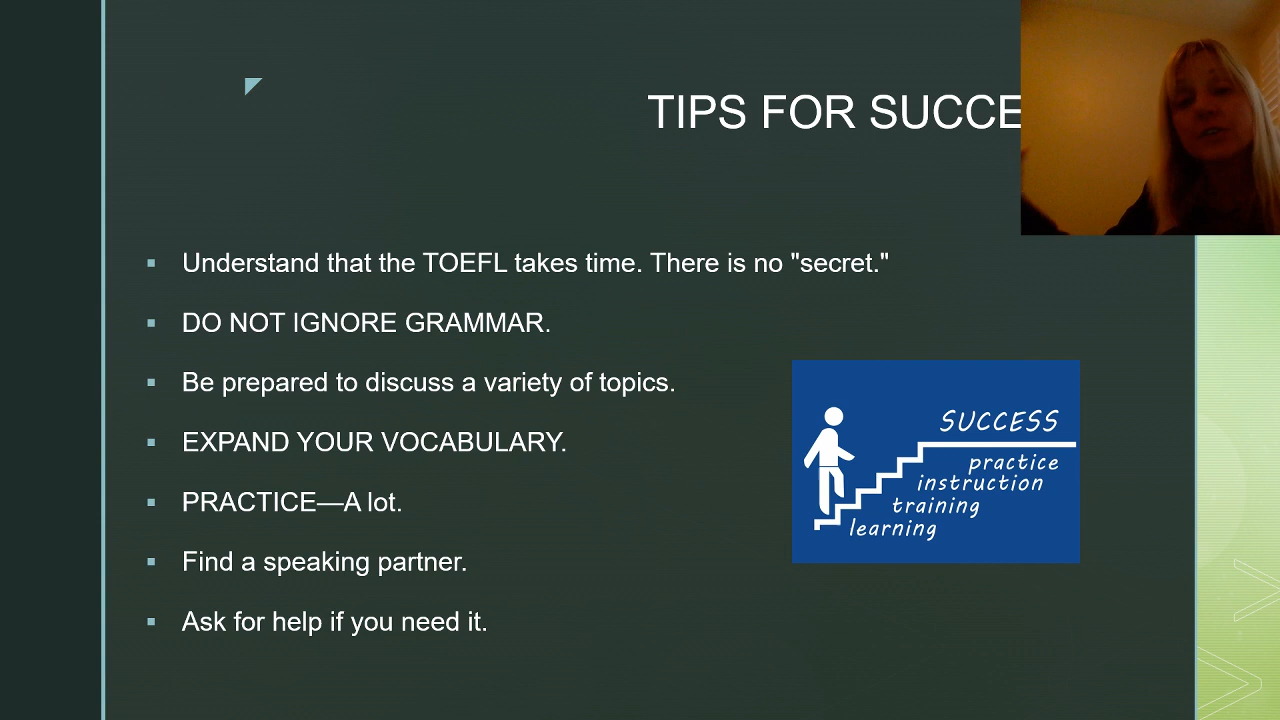 TIPS FOR SUCCE
Understand that the TOEFL takes time. There is no "secret."
DO NOT IGNORE GRAMMAR.
Be prepared to discuss a variety of topics.
EXPAND YOUR VOCABULARY.
PRACTICE—A lot.
Find a speaking partner.
Ask for help if you need it.
SUCCESS
practice
instruction
training
learning